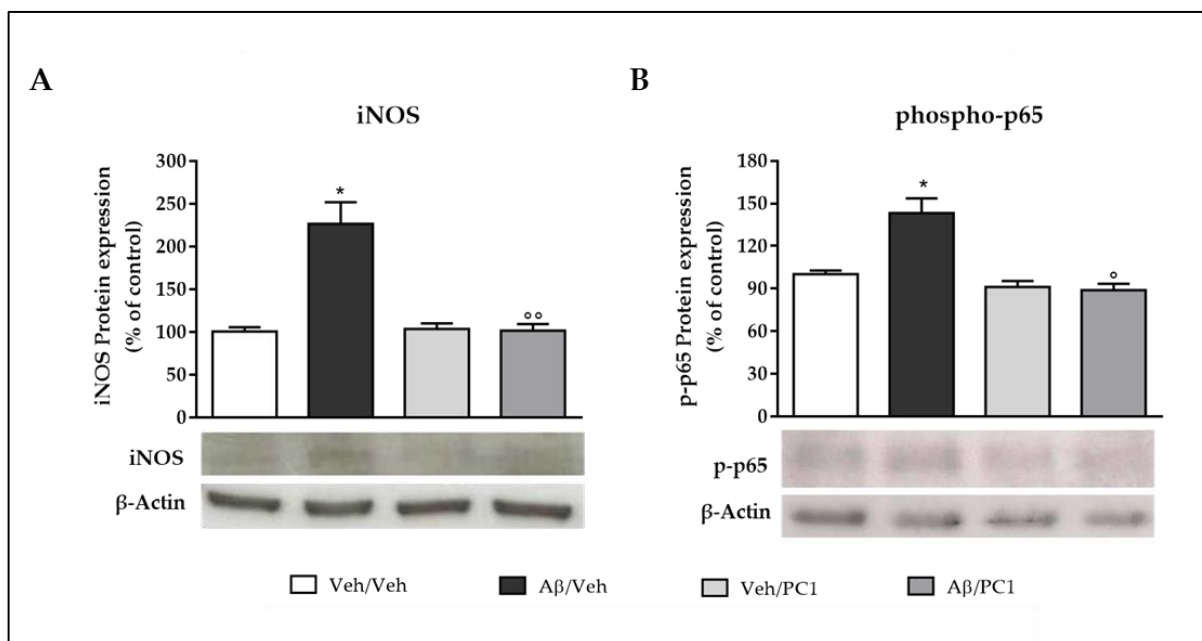 A
iNOS
iNOS Protein expression
(% of control)
300
250
200
150
100
50
0
*
°°
iNOS
β-Actin
B
phospho-p65
p-p65 Protein expression
(% of control)
180
150
120
90
60
30
0
*
°
p-p65
β-Actin
Veh/Veh
Aβ/Veh
Veh/PC1
Aβ/PC1